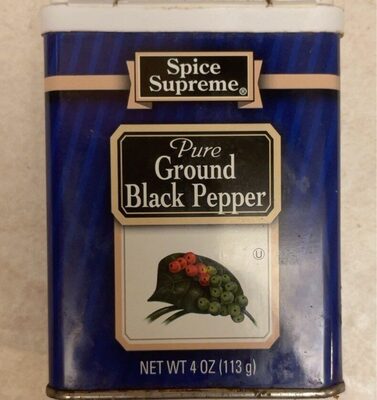 Spice
Supreme®
Pure
Ground
Black Pepper
U
NET WT 4 OZ (113 g)